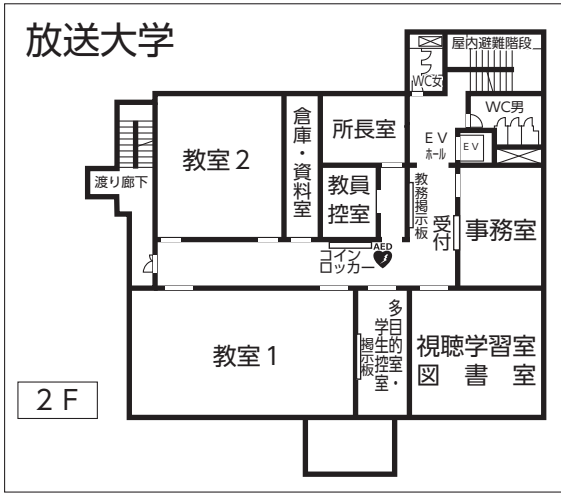 放送大学
屋内避難階段
WC女
WC男
EV
ホール
EV
所長室
倉庫・資料室
教室2
渡り廊下
教員
控室
教務掲示板
受付
事務室
コイン
ロッカー
AED
教室1
多目的室・
学生控室
掲示板
視聴学習室
図書室
2F